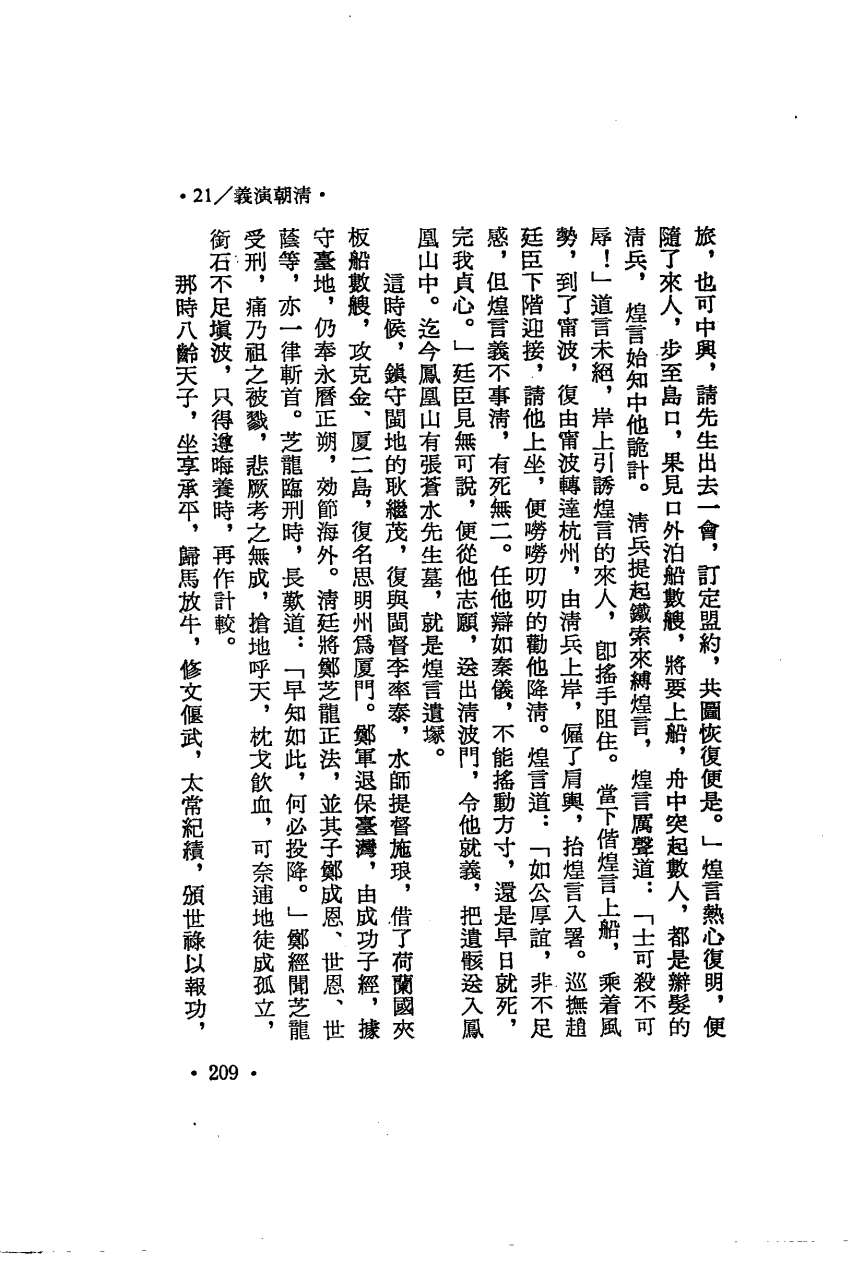 •21／義演朝清•
旅，也可中興，請先生出去一會，訂定盟約，共圖恢復便是。」煌言熱心復明，便
隨了來人，步至島口，果見口外泊船數艘，將要上船，舟中突起數人，都是辮髮的
清兵，煌言始知中他詭計。清兵提起鐵索來縛煌言，煌言厲聲道：「士可殺不可
辱！」道言未絕，岸上引誘煌言的來人，卽搖手阻住。當下偕煌言上船，乘着風
勢，到了甯波，復由甯波轉達杭州，由清兵上岸，僱了肩輿，抬煌言入署。巡撫趙
廷臣下階迎接，請他上坐，便嘮嘮叨叨的勸他降清。煌言道：「如公厚誼，非不足
感，但煌言義不事清，有死無二。任他辯如秦儀，不能搖動方寸，還是早日就死，
完我貞心。」廷臣見無可說，便從他志願，送出清波門，令他就義，把遺骸送入鳳
凰山中。迄今鳳凰山有張蒼水先生墓，就是煌言遺塚。
這時候，鎮守閩地的耿繼茂，復與閩督李率泰，水師提督施琅，借了荷蘭國夾
板船數艘，攻克金、厦二島，復名思明州爲厦門。鄭軍退保臺灣，由成功子經，據
守臺地，仍奉永曆正朔，効節海外。清廷將鄭芝龍正法，並其子鄭成恩、世恩、世
蔭等，亦一律斬首。芝龍臨刑時，長歎道：「早知如此，何必投降。」鄭經聞芝龍
受刑，痛乃祖之被戮，悲厥考之無成，搶地呼天，枕戈飲血，可奈逋地徒成孤立，
銜石不足塡波，只得遵晦養時，再作計較。
那時八齡天子，坐享承平，歸馬放牛，修文偃武，太常紀績，頒世祿以報功，
•209•